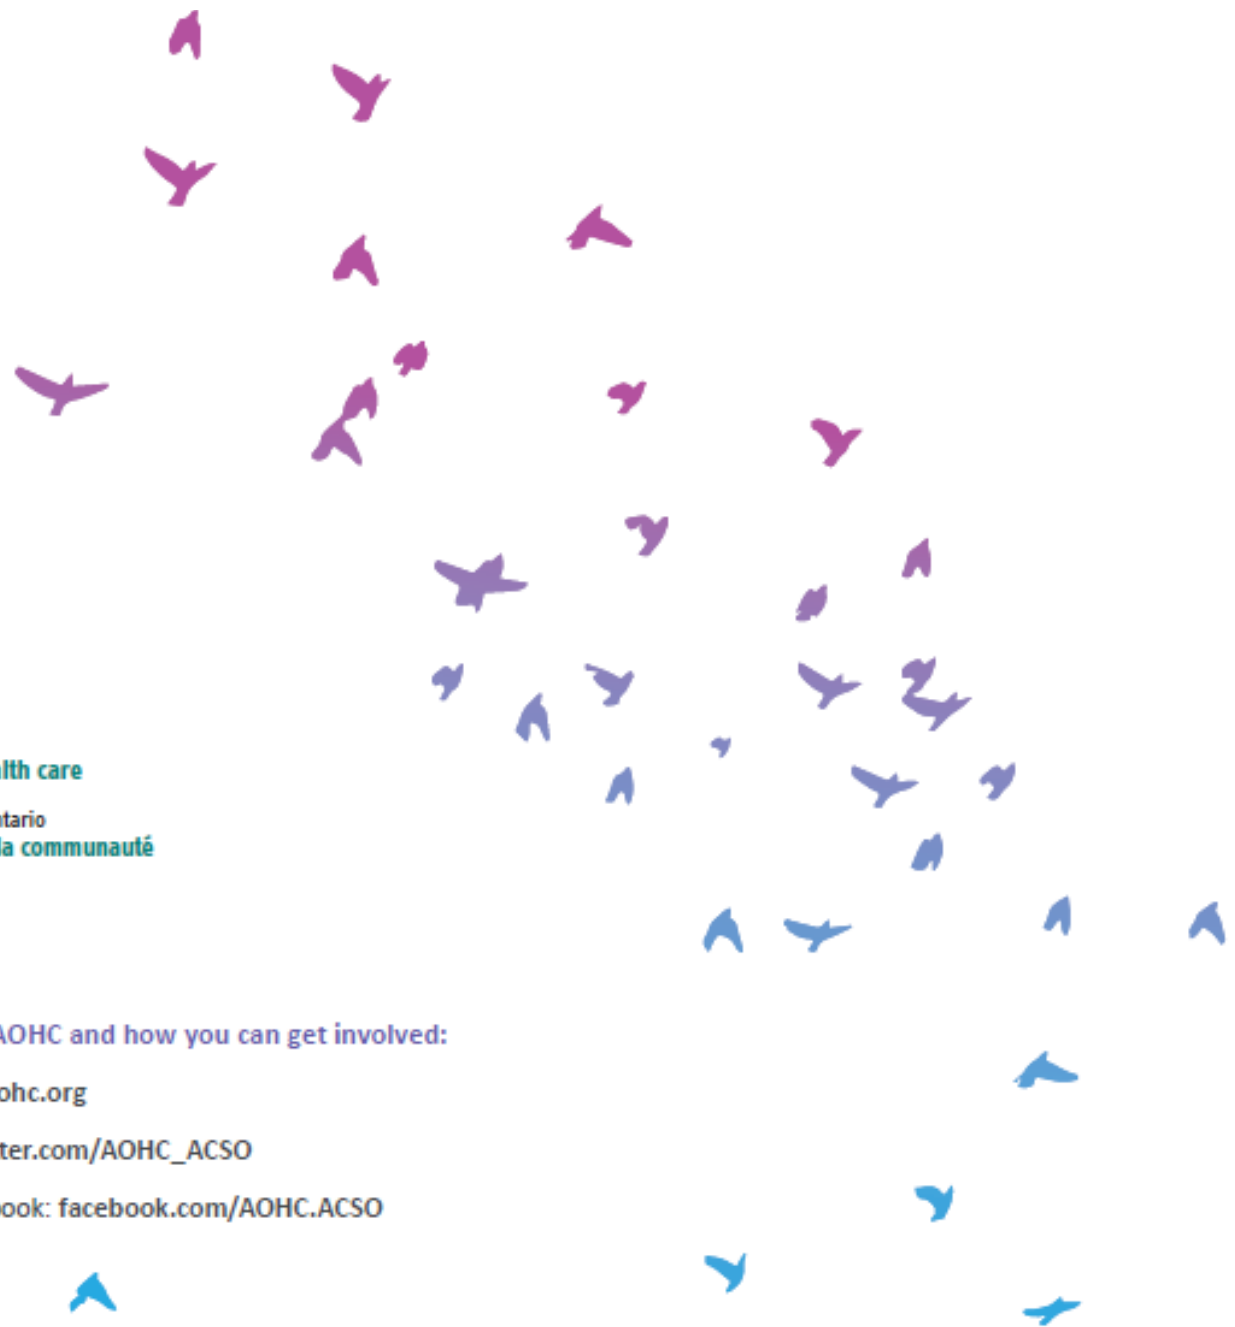 lth care
ntario
la communauté
AOHC and how you can get involved:
ohc.org
ter.com/AOHC_ACSO
ook: facebook.com/AOHC.ACSO